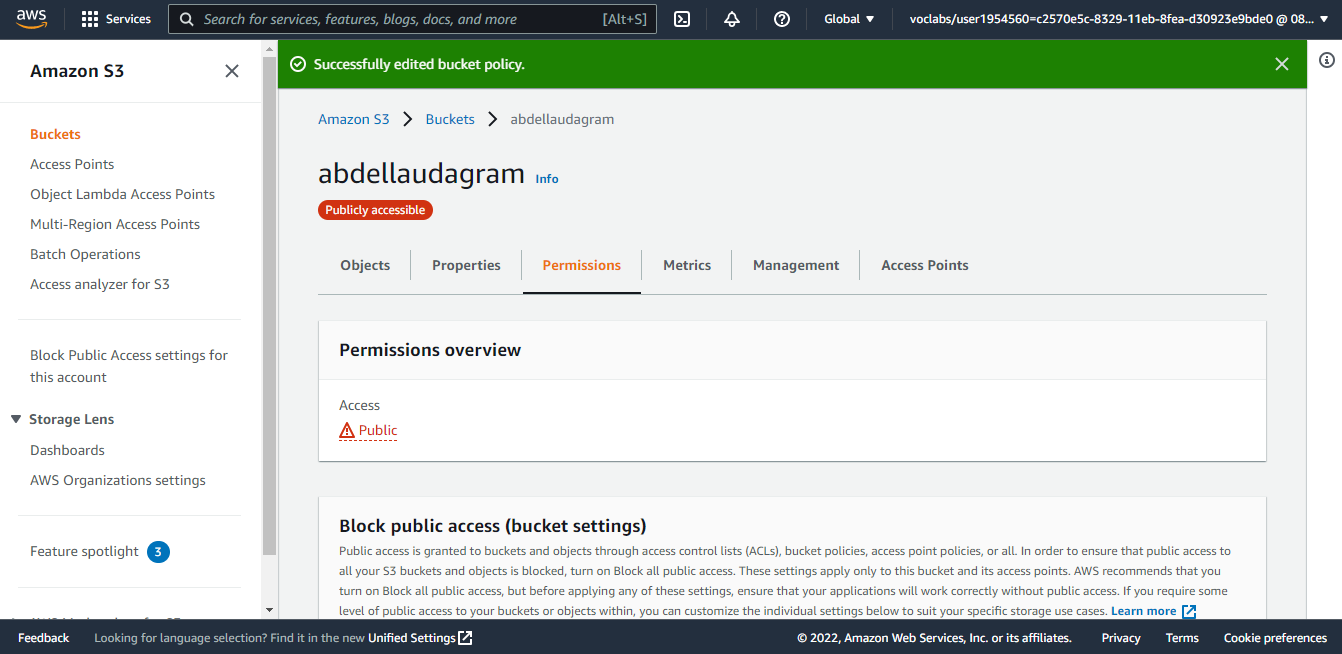 aws
Services
Search for services, features, blogs, docs, and more [Alt+S]
Global
voclabs/user1954560=c2570e5c-8329-11eb-8fea-d30923e9bde0 @ 08...
Amazon S3
Buckets
Access Points
Object Lambda Access Points
Multi-Region Access Points
Batch Operations
Access analyzer for S3
Block Public Access settings for
this account
Storage Lens
Dashboards
AWS Organizations settings
Feature spotlight 3
Successfully edited bucket policy.
Amazon S3 Buckets abdellaudagram
abdellaudagram Info
Publicly accessible
Objects Properties Permissions Metrics Management Access Points
Permissions overview
Access
Public
Block public access (bucket settings)
Public access is granted to buckets and objects through access control lists (ACLs), bucket policies, access point policies, or all. In order to ensure that public access to
all your S3 buckets and objects is blocked, turn on Block all public access. These settings apply only to this bucket and its access points. AWS recommends that you
turn on Block all public access, but before applying any of these settings, ensure that your applications will work correctly without public access. If you require some
level of public access to your buckets or objects within, you can customize the individual settings below to suit your specific storage use cases. Learn more
Feedback Looking for language selection? Find it in the new Unified Settings © 2022, Amazon Web Services, Inc. or its affiliates. Privacy Terms Cookie preferences